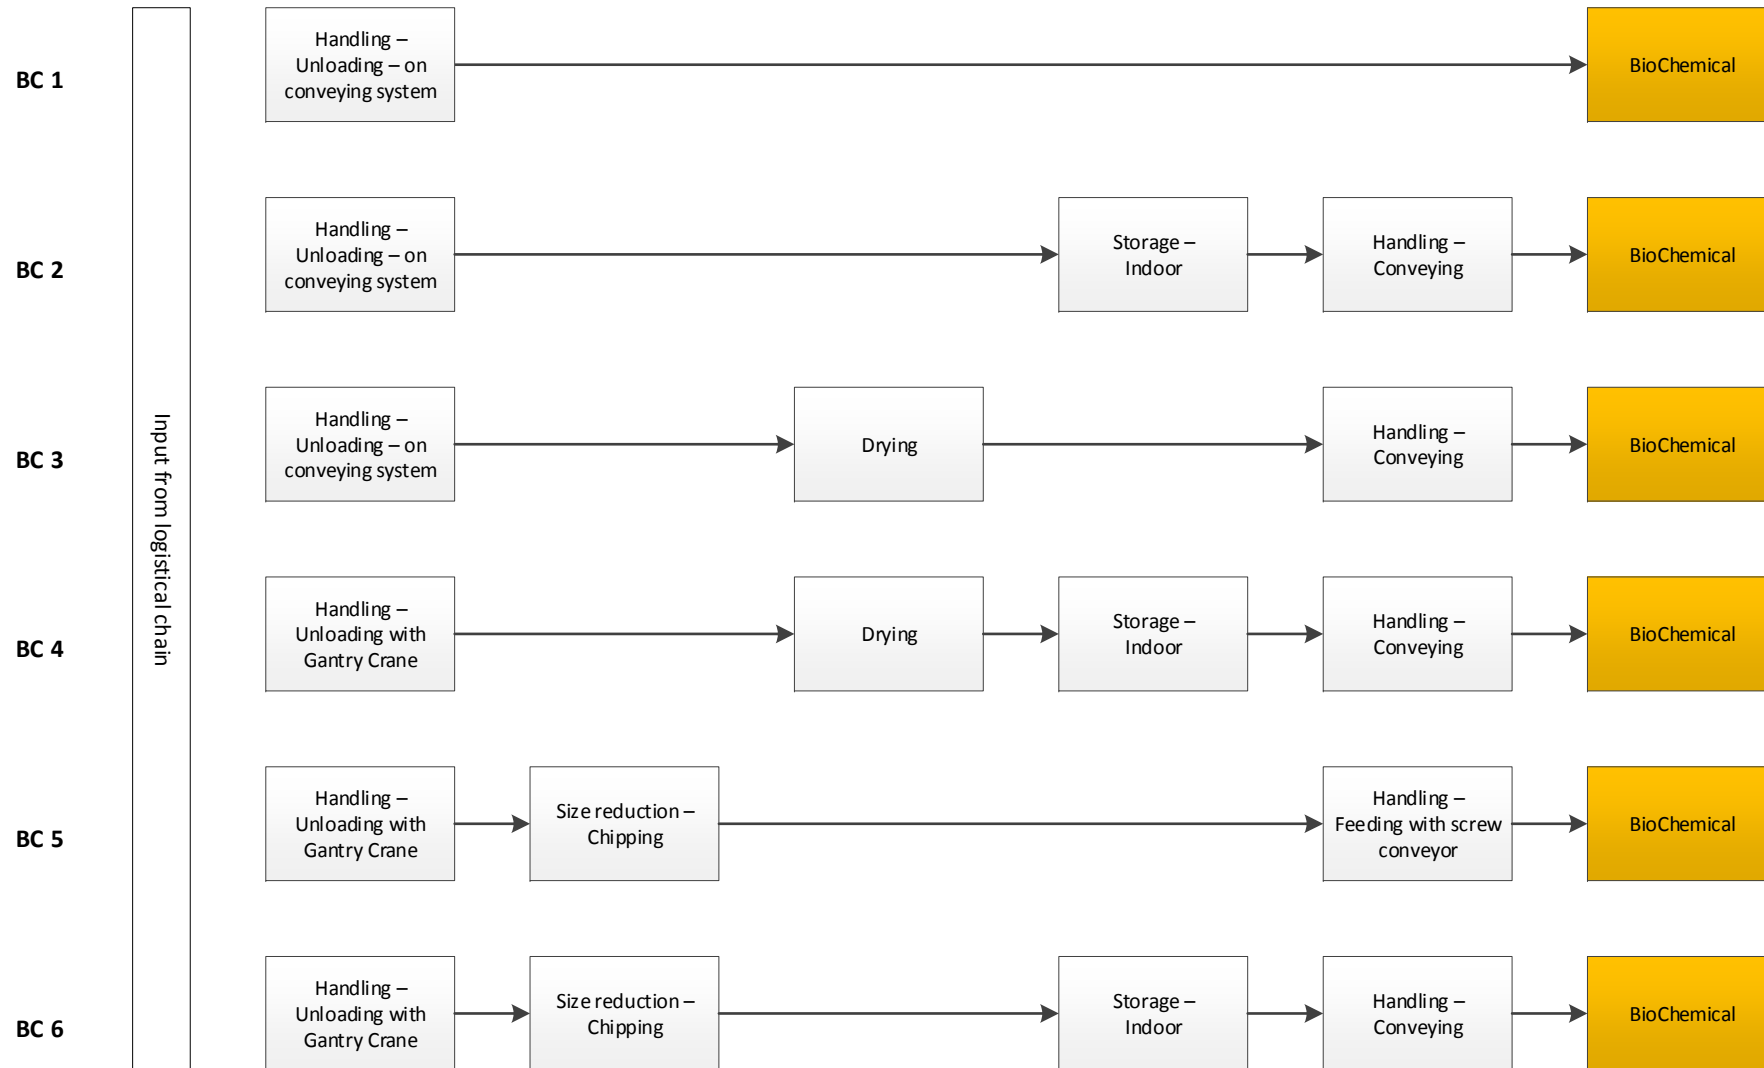 BC 1
Handling –
Unloading – on
conveying system
BioChemical
BC 2
Handling –
Unloading – on
conveying system
Storage –
Indoor
Handling –
Conveying
BioChemical
Input from logistical chain
BC 3
Handling –
Unloading – on
conveying system
Drying
Handling –
Conveying
BioChemical
BC 4
Handling –
Unloading with
Gantry Crane
Drying
Storage –
Indoor
Handling –
Conveying
BioChemical
BC 5
Handling –
Unloading with
Gantry Crane
Size reduction –
Chipping
Handling –
Feeding with screw
conveyor
BioChemical
BC 6
Handling –
Unloading with
Gantry Crane
Size reduction –
Chipping
Storage –
Indoor
Handling –
Conveying
BioChemical